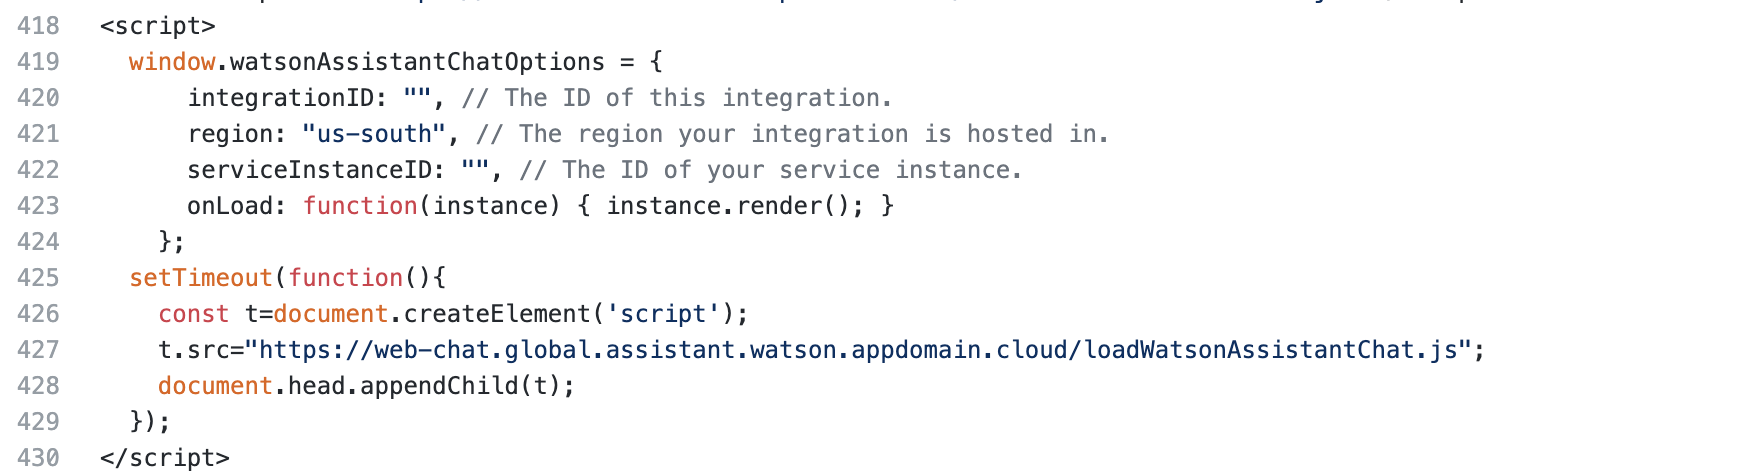 418 <script>
419 window.watsonAssistantChatOptions = {
420 integrationID: "", // The ID of this integration.
421 region: "us-south", // The region your integration is hosted in.
422 serviceInstanceID: "", // The ID of your service instance.
423 onLoad: function(instance) { instance.render(); }
424 };
425 setTimeout(function(){
426 const t=document.createElement('script');
427 t.src="https://web-chat.global.assistant.watson.appdomain.cloud/loadWatsonAssistantChat.js";
428 document.head.appendChild(t);
429 });
430 </script>